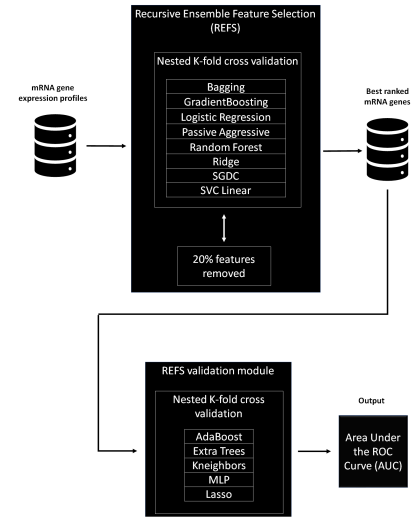 Recursive Ensemble Feature Selection
(REFS)
Nested K-fold cross validation
mRNA gene
expression profiles
Bagging
GradientBoosting
Logistic Regression
Passive Aggressive
Random Forest
Ridge
SGDC
SVC Linear
20% features
removed
Best ranked
mRNA genes
REFS validation module
Nested K-fold cross
validation
AdaBoost
Extra Trees
Kneighbors
MLP
Lasso
Output
Area Under
the ROC
Curve (AUC)